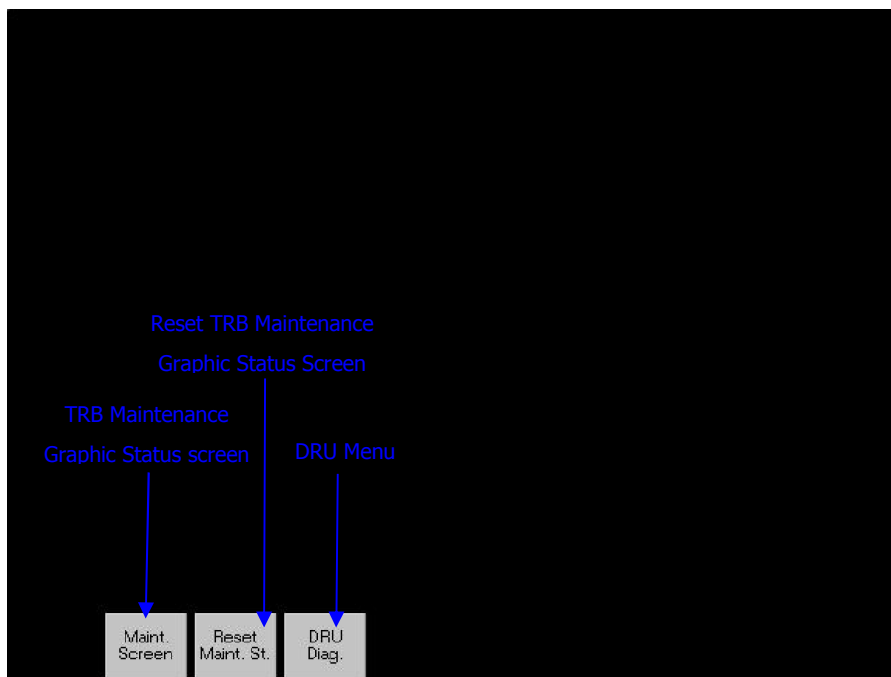 Reset TRB Maintenance
Graphic Status Screen
TRB Maintenance
Graphic Status screen
DRU Menu
Maint.
Screen
Reset
Maint. St.
DRU
Diag.